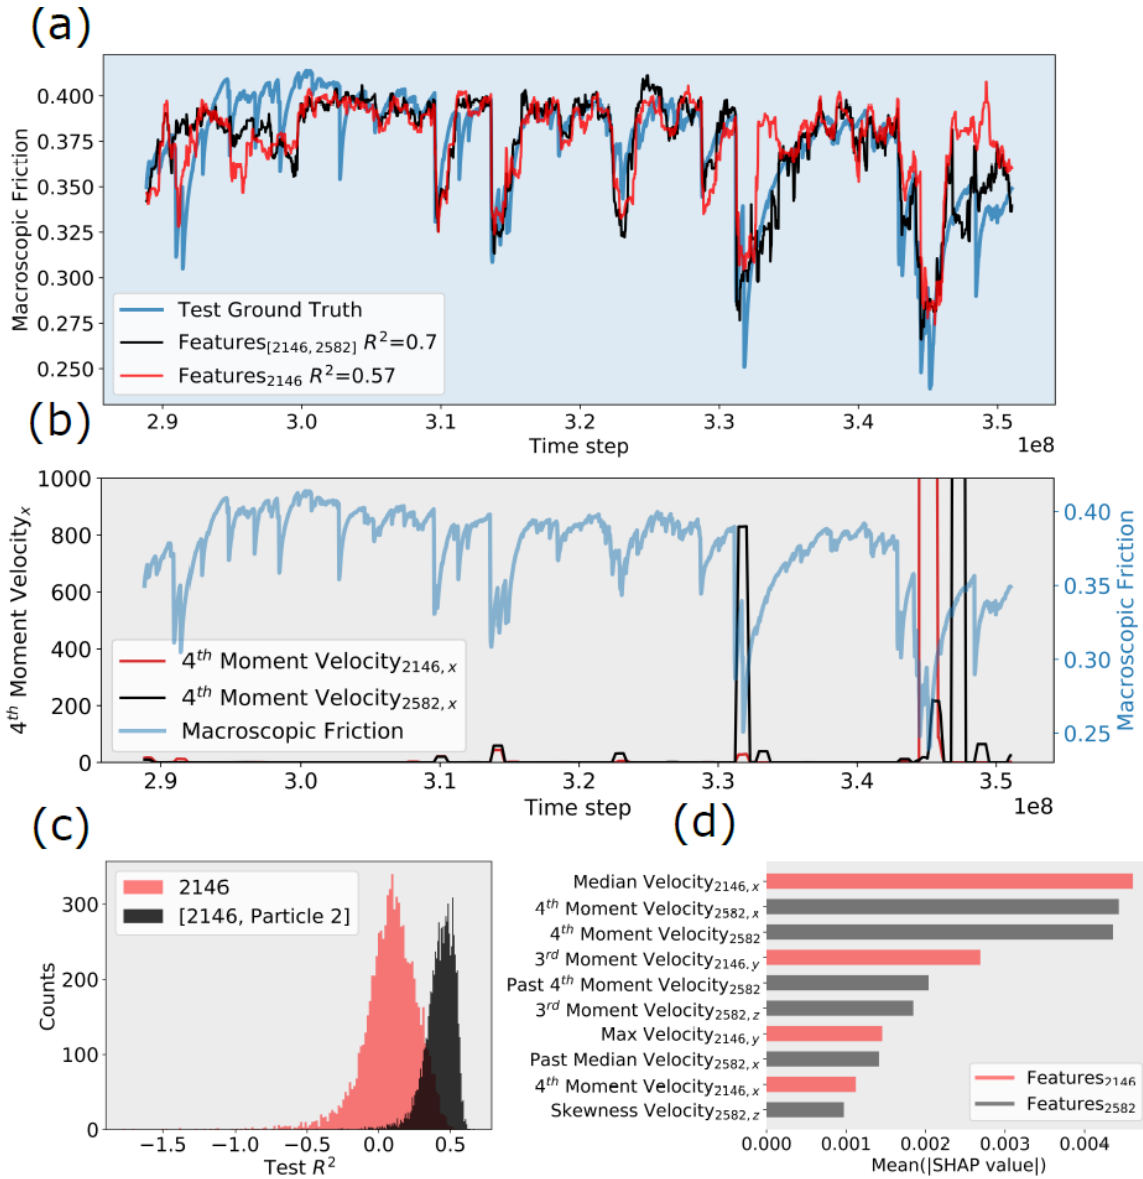 (a)
Macroscopic Friction
0.400
0.375
0.350
0.325
0.300
0.275
0.250
Test Ground Truth
Features[2146, 2582] R²=0.7
Features2146 R²=0.57
2.9 3.0 3.1 3.2 3.3 3.4 3.5
Time step
1e8
(b)
4th Moment Velocityx
1000
800
600
400
200
0
4th Moment Velocity2146, x
4th Moment Velocity2582, x
Macroscopic Friction
0.40
0.35
0.30
0.25
Macroscopic Friction
2.9 3.0 3.1 3.2 3.3 3.4 3.5
Time step
1e8
(c)
Counts
300
200
100
0
2146
[2146, Particle 2]
−1.5 −1.0 −0.5 0.0 0.5
Test R²
(d)
Median Velocity2146, x
4th Moment Velocity2582, x
4th Moment Velocity2582
3rd Moment Velocity2146, y
Past 4th Moment Velocity2582
3rd Moment Velocity2582, z
Max Velocity2146, y
Past Median Velocity2582, x
4th Moment Velocity2146, x
Skewness Velocity2582, z
Features2146
Features2582
0.000 0.001 0.002 0.003 0.004
Mean(|SHAP value|)